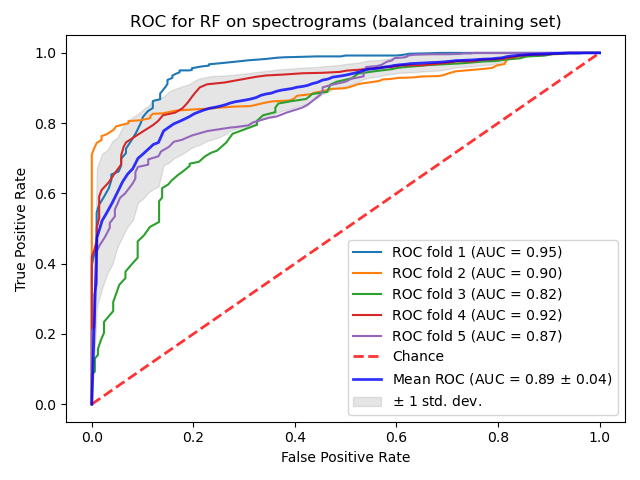 ROC for RF on spectrograms (balanced training set)
True Positive Rate
1.0
0.8
0.6
0.4
0.2
0.0
ROC fold 1 (AUC = 0.95)
ROC fold 2 (AUC = 0.90)
ROC fold 3 (AUC = 0.82)
ROC fold 4 (AUC = 0.92)
ROC fold 5 (AUC = 0.87)
Chance
Mean ROC (AUC = 0.89 ± 0.04)
± 1 std. dev.
0.0 0.2 0.4 0.6 0.8 1.0
False Positive Rate